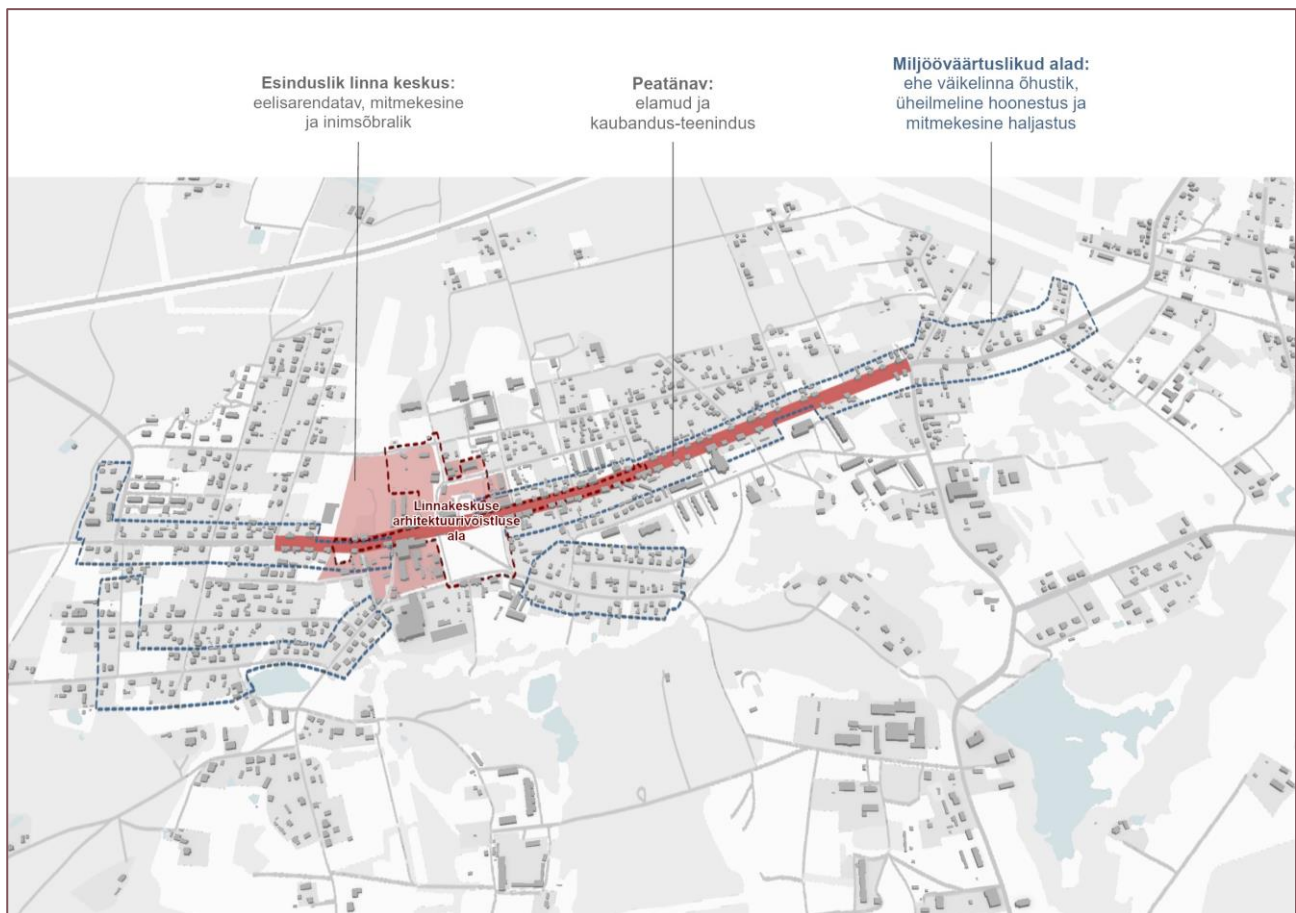 Esinduslik linna keskus:
eelisarendatav, mitmekesine
ja inimsõbralik
Peatänav:
elamud ja
kaubandus-teenindus
Miljööväärtuslikud alad:
ehe väikelinna õhustik,
üheilmeline hoonestus ja
mitmekesine haljastus
Linnakeskuse
arhitektuurivõistluse
ala